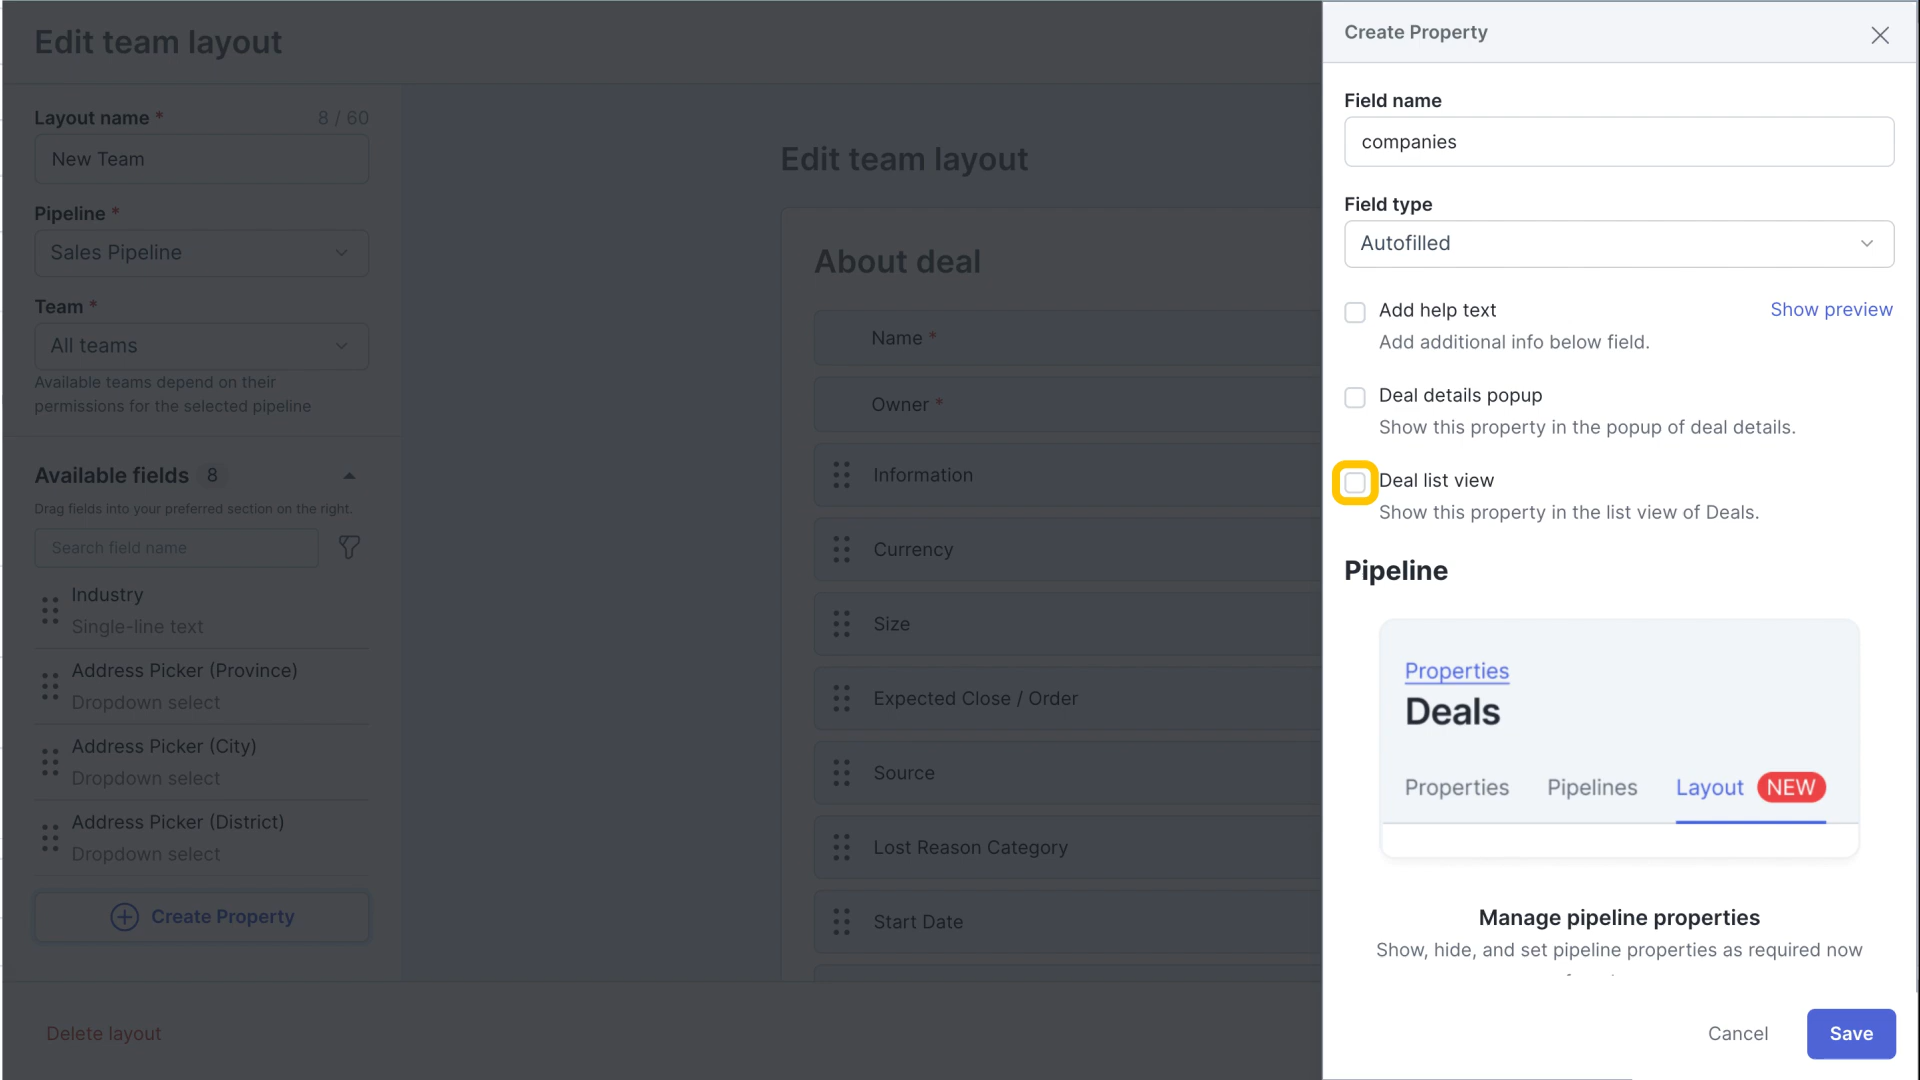 Edit team layout
Layout name *
8 / 60
New Team
Pipeline *
Sales Pipeline
Team *
All teams
Available teams depend on their
permissions for the selected pipeline
Available fields 8
Drag fields into your preferred section on the right.
Search field name
Industry
Single-line text
Address Picker (Province)
Dropdown select
Address Picker (City)
Dropdown select
Address Picker (District)
Dropdown select
Create Property
Delete layout
Edit team layout
About deal
Name *
Owner *
Information
Currency
Size
Expected Close / Order
Source
Lost Reason Category
Start Date
Create Property
Field name
companies
Field type
Autofilled
Add help text
Show preview
Add additional info below field.
Deal details popup
Show this property in the popup of deal details.
Deal list view
Show this property in the list view of Deals.
Pipeline
Properties
Deals
Properties Pipelines Layout NEW
Manage pipeline properties
Show, hide, and set pipeline properties as required now
Cancel
Save